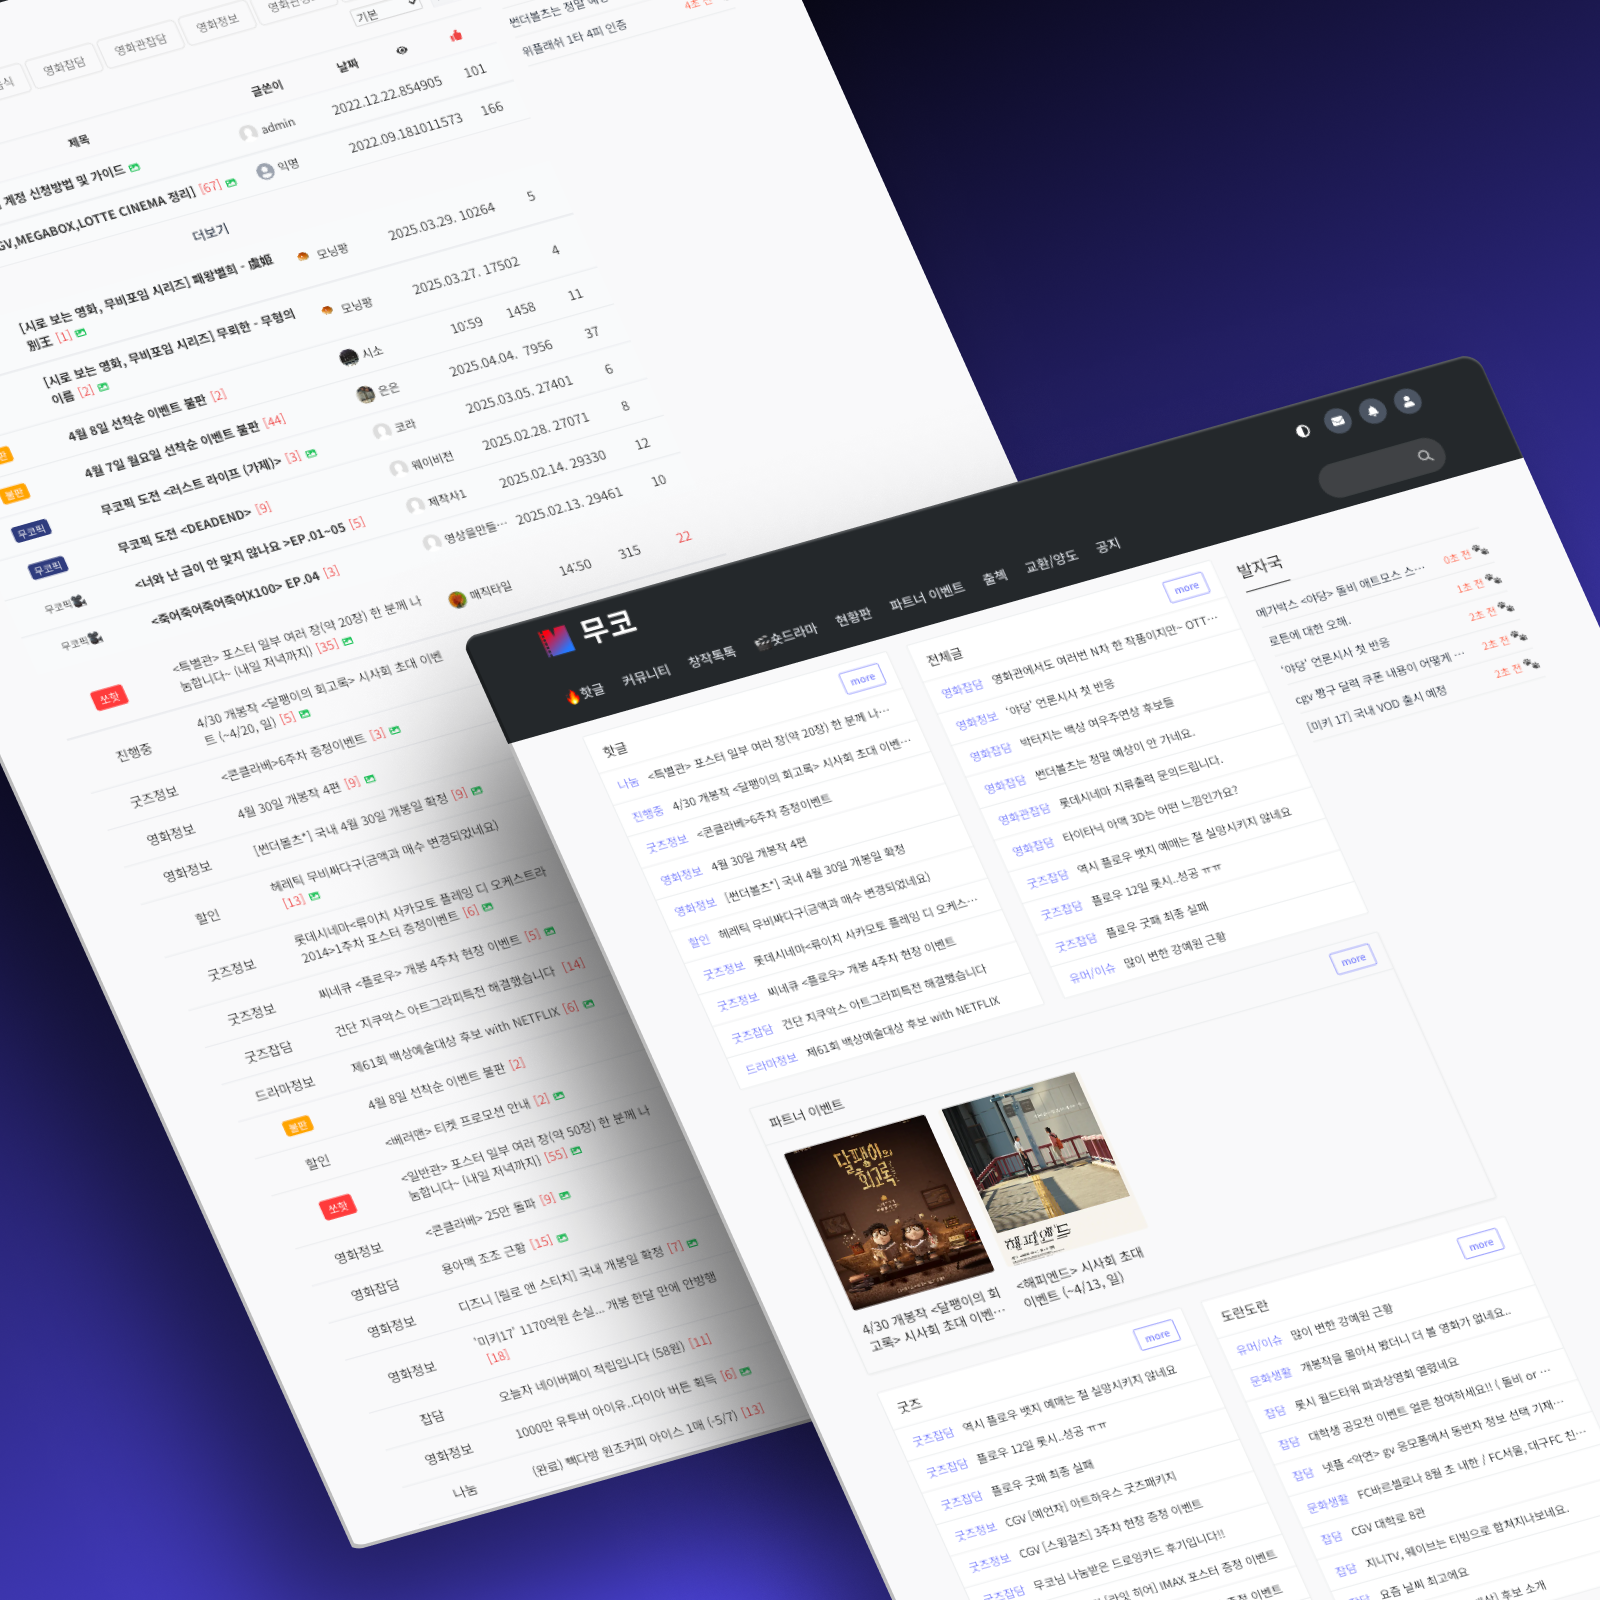 영화잡담
영화관잡담
영화정보
기본
제목
글쓴이
날짜
계정 신청방법 및 가이드
admin
2022.12.22.854905
101
GV,MEGABOX,LOTTE CINEMA 정리] [67]
익명
2022.09.181011573
166
더보기
[시로 보는 영화, 무비포임 시리즈] 패왕별희 - 虞姬
別王 [1]
모닝팡
2025.03.29. 10264
5
[시로 보는 영화, 무비포임 시리즈] 무뢰한 - 무형의
이름 [2]
모닝팡
2025.03.27. 17502
4
4월 8일 선착순 이벤트 불판 [2]
시소
10:59
1458
11
불판
4월 7일 월요일 선착순 이벤트 불판 [44]
은은
2025.04.04. 7956
37
무코픽
무코픽 도전 <러스트 라이프 (가제)> [3]
코라
2025.03.05. 27401
6
무코픽
무코픽 도전 <DEADEND> [9]
웨이비전
2025.02.28. 27071
8
무코픽
<너와 난 급이 안 맞지 않나요 >EP.01~05 [5]
제작사1
2025.02.14. 29330
12
무코픽
<죽어죽어죽어죽어X100> EP.04 [3]
영상을만들…
2025.02.13. 29461
10
쏘핫
<특별관> 포스터 일부 여러 장(약 20장) 한 분께 나
눔합니다~ (내일 저녁까지) [35]
매직타일
14:50
315
22
진행중
4/30 개봉작 <달팽이의 회고록> 시사회 초대 이벤
트 (~4/20, 일) [5]
굿즈정보
<콘클라베>6주차 증정이벤트 [3]
영화정보
4월 30일 개봉작 4편 [9]
영화정보
[썬더볼츠*] 국내 4월 30일 개봉일 확정 [9]
할인
헤레틱 무비싸다구(금액과 매수 변경되었네요)
[13]
굿즈정보
롯데시네마<류이치 사카모토 플레잉 디 오케스트라
2014>1주차 포스터 증정이벤트 [6]
굿즈정보
씨네큐 <플로우> 개봉 4주차 현장 이벤트 [5]
굿즈잡담
건단 지쿠악스 아트그라피특전 해결했습니다 [14]
드라마정보
제61회 백상예술대상 후보 with NETFLIX [6]
불판
4월 8일 선착순 이벤트 불판 [2]
할인
<베러맨> 티켓 프로모션 안내 [2]
쏘핫
<일반관> 포스터 일부 여러 장(약 50장) 한 분께 나
눔합니다~ (내일 저녁까지) [55]
영화정보
<콘클라베> 25만 돌파 [9]
영화잡담
용아맥 조조 근황 [15]
영화정보
디즈니 [릴로 앤 스티치] 국내 개봉일 확정 [7]
영화정보
'미키17' 1170억원 손실... 개봉 한달 만에 안방행
[18]
잡담
오늘자 네이버페이 적립입니다 (58원) [11]
영화정보
1000만 유투버 아이유..다이아 버튼 획득 [6]
나눔
(완료) 빽다방 원조커피 아이스 1매 (-5/7) [13]
썬더볼츠는 정말
위플래쉬 1타 4피 인증
4초 전
무코
핫글
커뮤니티
창작톡톡
숏드라마
현황판
파트너 이벤트
출첵
교환/양도
공지
핫글
more
나눔 <특별관> 포스터 일부 여러 장(약 20장) 한 분께 나…
진행중 4/30 개봉작 <달팽이의 회고록> 시사회 초대 이벤…
굿즈정보 <콘클라베>6주차 증정이벤트
영화정보 4월 30일 개봉작 4편
영화정보 [썬더볼츠*] 국내 4월 30일 개봉일 확정
할인 헤레틱 무비싸다구(금액과 매수 변경되었네요)
굿즈정보 롯데시네마<류이치 사카모토 플레잉 디 오케스…
굿즈정보 씨네큐 <플로우> 개봉 4주차 현장 이벤트
굿즈잡담 건단 지쿠악스 아트그라피특전 해결했습니다
드라마정보 제61회 백상예술대상 후보 with NETFLIX
전체글
more
영화잡담 영화관에서도 여러번 N차 한 작품이지만~ OTT…
영화정보 '야당' 언론시사 첫 반응
영화잡담 박터지는 백상 여우주연상 후보들
영화잡담 썬더볼츠는 정말 예상이 안 가네요.
영화관잡담 롯데시네마 지류출력 문의드립니다.
영화잡담 타이타닉 아맥 3D는 어떤 느낌인가요?
굿즈잡담 역시 플로우 뱃지 예매는 절 실망시키지 않네요
굿즈잡담 플로우 12일 롯시..성공 ㅠㅠ
굿즈잡담 플로우 굿패 최종 실패
유머/이슈 많이 변한 강예원 근황
발자국
메가박스 <야당> 돌비 애트모스 스… 0초 전
로튼에 대한 오해. 1초 전
'야당' 언론시사 첫 반응 2초 전
cgv 짱구 달력 쿠폰 내용이 어떻게 … 2초 전
[미키 17] 국내 VOD 출시 예정 2초 전
파트너 이벤트
more
달팽이의
회고록
해피엔드
4/30 개봉작 <달팽이의 회
고록> 시사회 초대 이벤…
<해피엔드> 시사회 초대
이벤트 (~4/13, 일)
굿즈
more
굿즈잡담 역시 플로우 뱃지 예매는 절 실망시키지 않네요
굿즈잡담 플로우 12일 롯시..성공 ㅠㅠ
굿즈잡담 플로우 굿패 최종 실패
굿즈정보 CGV [예언자] 아트하우스 굿즈패키지
굿즈정보 CGV [스윙걸즈] 3주차 현장 증정 이벤트
굿즈잡담 무코님 나눔받은 드로잉카드 후기입니다!!
[라잇 히어] IMAX 포스터 증정 이벤트
증정 이벤트
도란도란
more
유머/이슈 많이 변한 강예원 근황
문화생활 개봉작을 몰아서 봤더니 더 볼 영화가 없네요..
잡담 롯시 월드타워 파과상영회 열렸네요
잡담 대학생 공모전 이벤트 얼른 참여하세요!! ( 돌비 or …
잡담 넷플 <악연> gv 응모폼에서 동반자 정보 선택 기재…
문화생활 FC바르셀로나 8월 초 내한 / FC서울, 대구FC 친…
잡담 CGV 대학로 8관
잡담 지니TV, 웨이브는 티빙으로 합쳐지나보네요.
잡담 요즘 날씨 최고에요
후보 소개